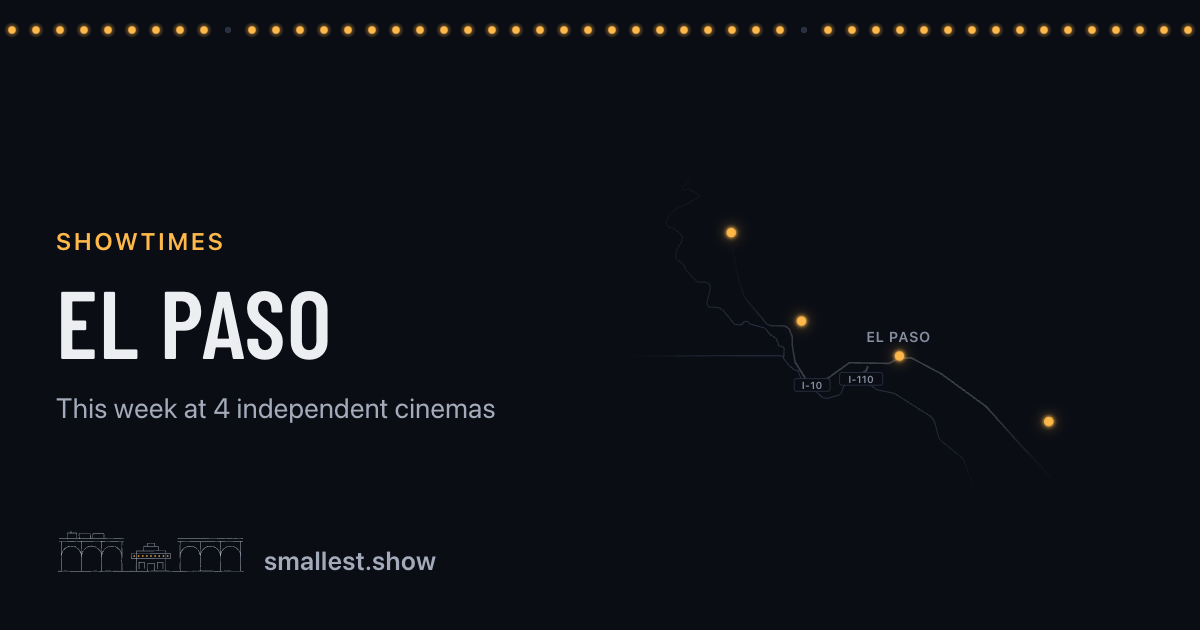 SHOWTIMES
EL PASO
This week at 4 independent cinemas
EL PASO
I-10
I-110
smallest.show